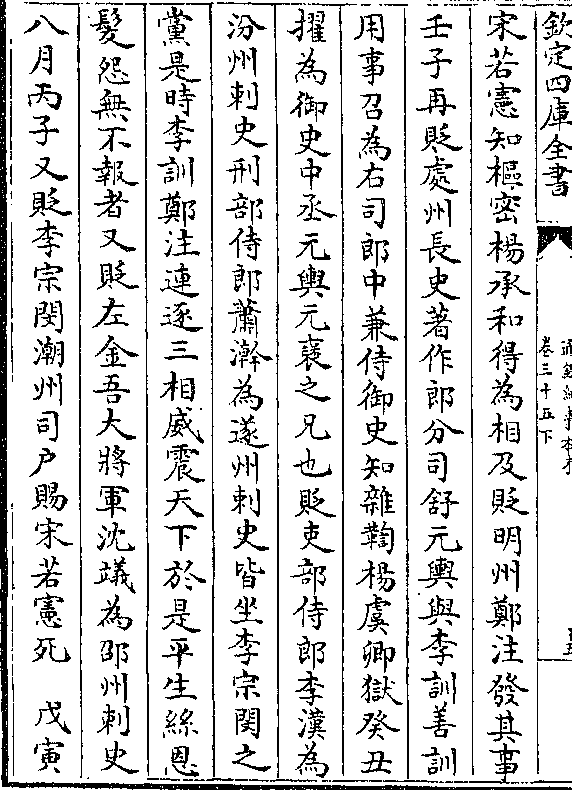 欽定四庫全書
卷三十五下
宋若憲知樞密楊承和得為相及貶明州鄭注發其事
壬子再貶處州長史著作郎分司舒元輿與李訓善訓
用事召為右司郎中兼侍御史知雜鞫楊虞卿獄癸丑
擢為御史中丞元輿元褒之兄也貶吏部侍郎李漢為
汾州刺史刑部侍郎蕭澣為遂州刺史皆坐李宗閔之
黨是時李訓鄭注連逐三相威震天下於是平生絲恩
髮怨無不報者又貶左金吾大將軍沈𥫃為邵州刺史
八月丙子又貶李宗閔潮州司户賜宋若憲死　戊寅